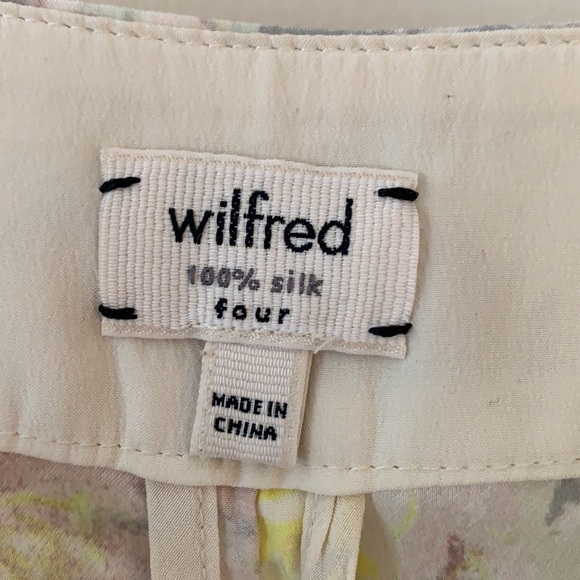 wilfred
100% silk
four
MADE IN
CHINA